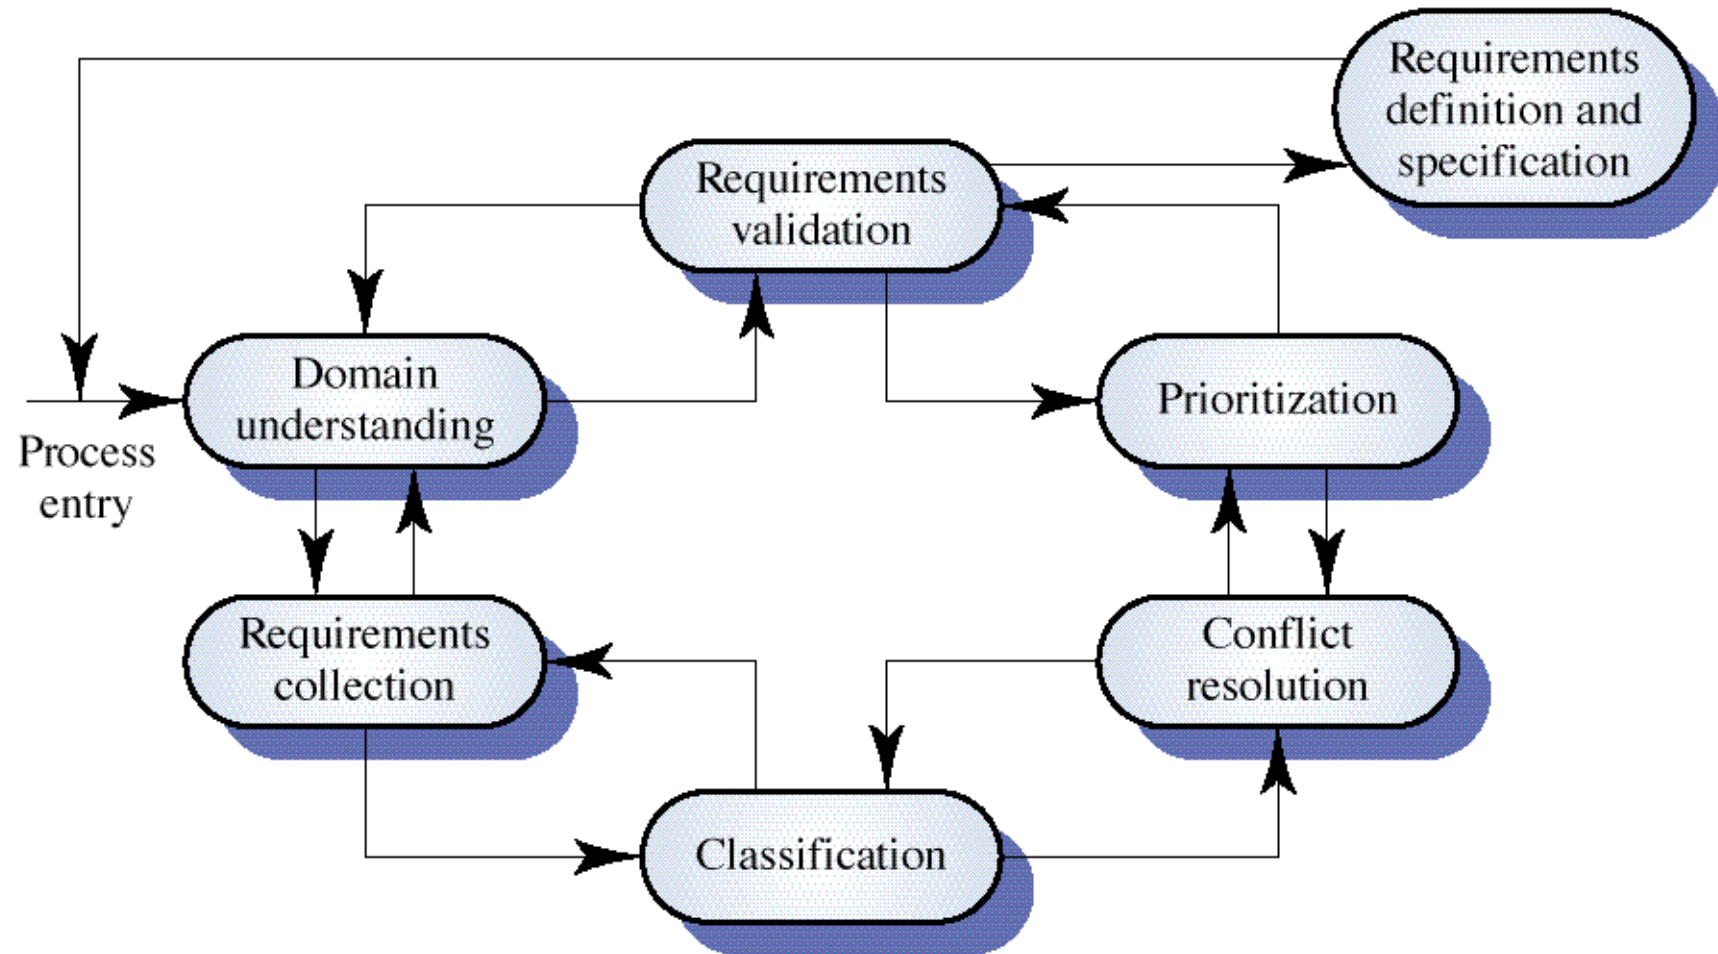 Requirements
definition and
specification
Requirements
validation
Domain
understanding
Prioritization
Process
entry
Requirements
collection
Conflict
resolution
Classification